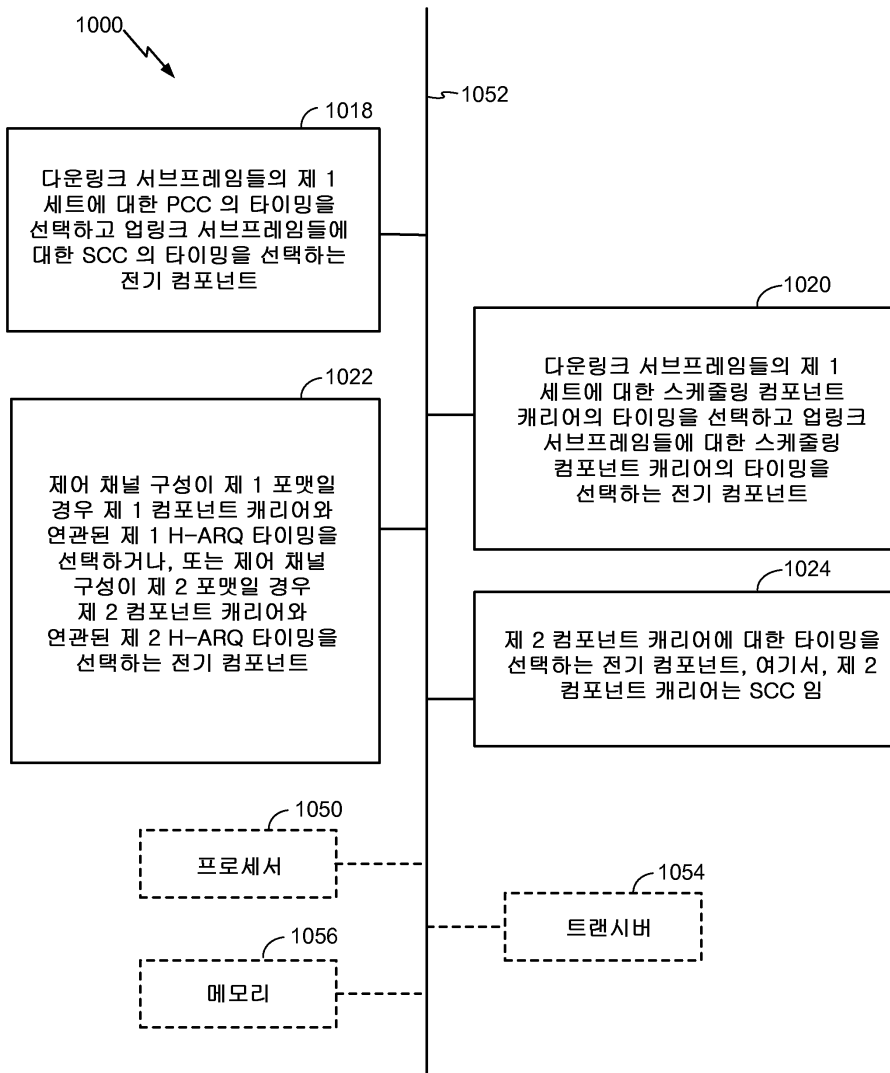 1000
1052
1018
다운링크 서브프레임들의 제 1
세트에 대한 PCC 의 타이밍을
선택하고 업링크 서브프레임들에
대한 SCC 의 타이밍을 선택하는
전기 컴포넌트
1020
다운링크 서브프레임들의 제 1
세트에 대한 스케줄링 컴포넌트
캐리어의 타이밍을 선택하고 업링크
서브프레임들에 대한 스케줄링
컴포넌트 캐리어의 타이밍을
선택하는 전기 컴포넌트
1022
제어 채널 구성이 제 1 포맷일
경우 제 1 컴포넌트 캐리어와
연관된 제 1 H-ARQ 타이밍을
선택하거나, 또는 제어 채널
구성이 제 2 포맷일 경우
제 2 컴포넌트 캐리어와
연관된 제 2 H-ARQ 타이밍을
선택하는 전기 컴포넌트
1024
제 2 컴포넌트 캐리어에 대한 타이밍을
선택하는 전기 컴포넌트, 여기서, 제 2
컴포넌트 캐리어는 SCC 임
1050
프로세서
1054
트랜시버
1056
메모리